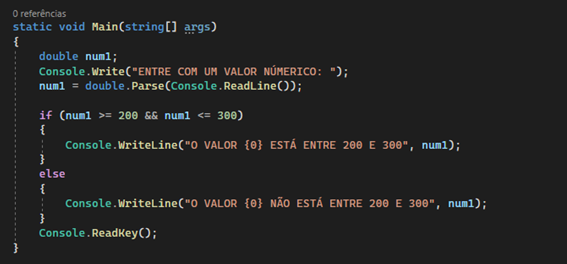 0 referências
static void Main(string[] args)
{
    double num1;
    Console.Write("ENTRE COM UM VALOR NÚMERICO: ");
    num1 = double.Parse(Console.ReadLine());
    if (num1 >= 200 && num1 <= 300)
    {
        Console.WriteLine("O VALOR {0} ESTÁ ENTRE 200 E 300", num1);
    }
    else
    {
        Console.WriteLine("O VALOR {0} NÃO ESTÁ ENTRE 200 E 300", num1);
    }
    Console.ReadKey();
}